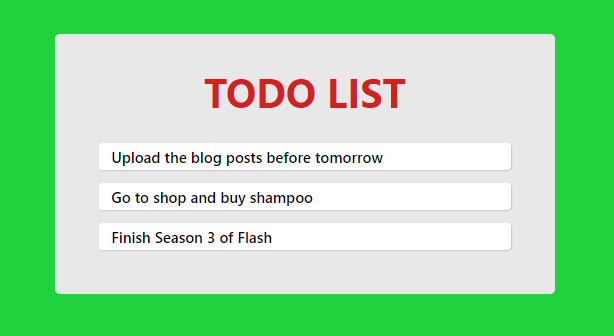 TODO LIST
Upload the blog posts before tomorrow
Go to shop and buy shampoo
Finish Season 3 of Flash